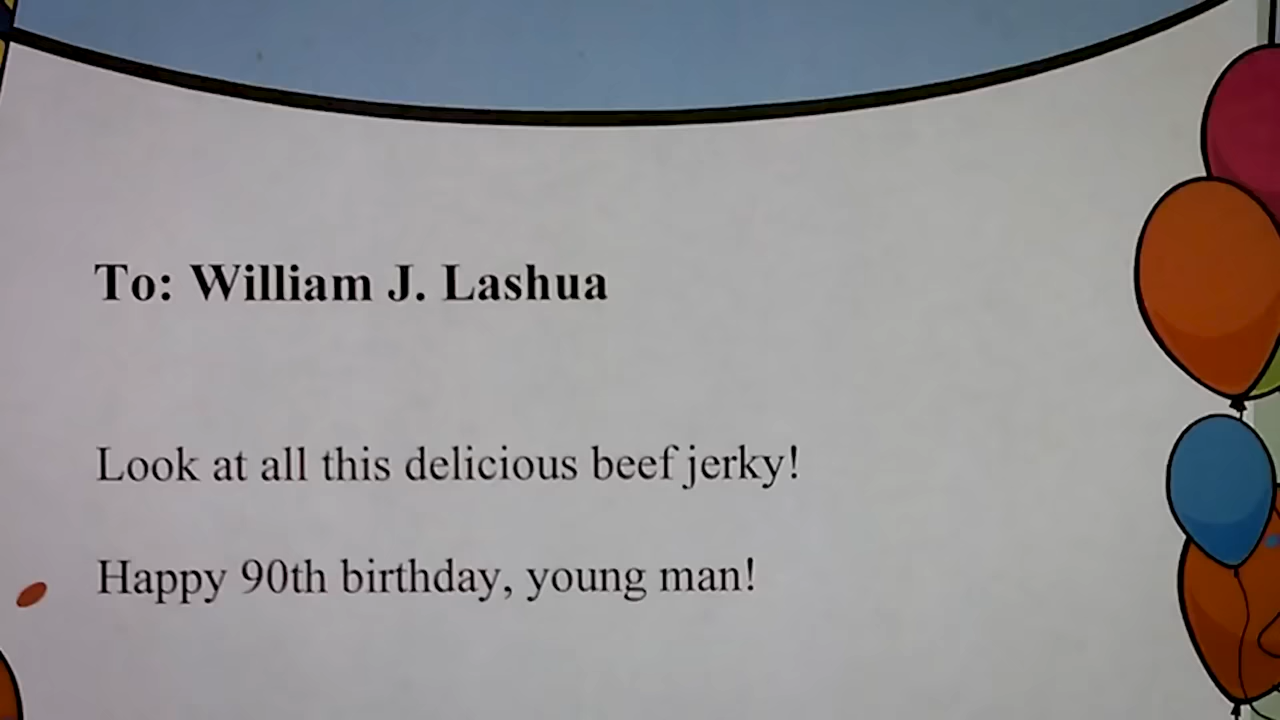 To: William J. Lashua
Look at all this delicious beef jerky!
Happy 90th birthday, young man!